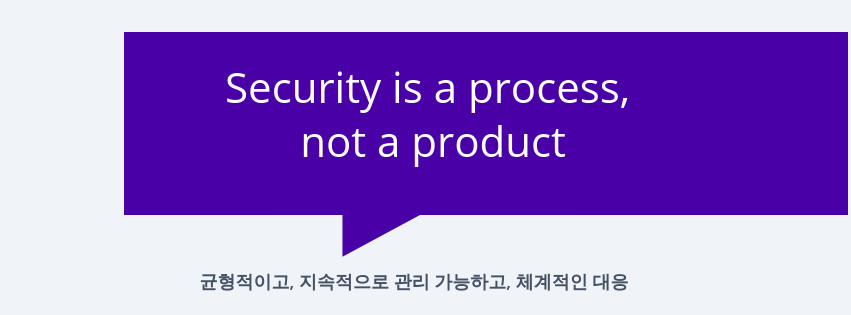 Security is a process,
not a product
균형적이고, 지속적으로 관리 가능하고, 체계적인 대응